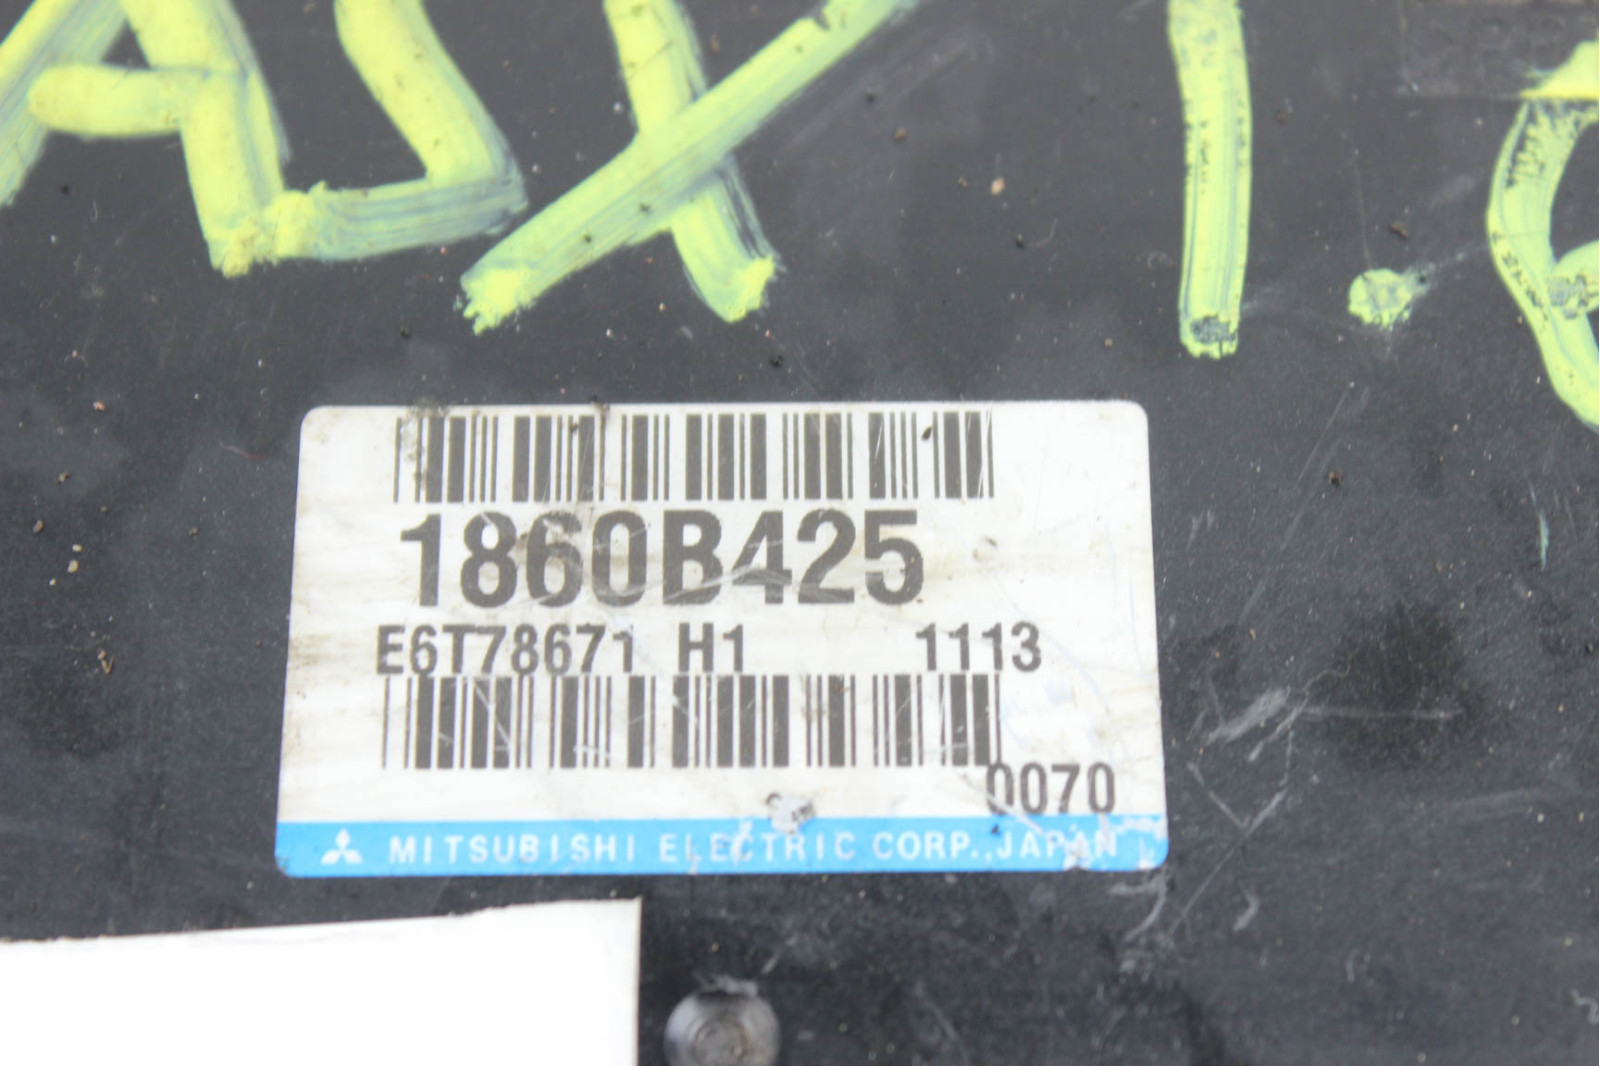 ASX 1.6
1860B425
E6T78671 H1 1113
0070
MITSUBISHI ELECTRIC CORP.,JAPAN